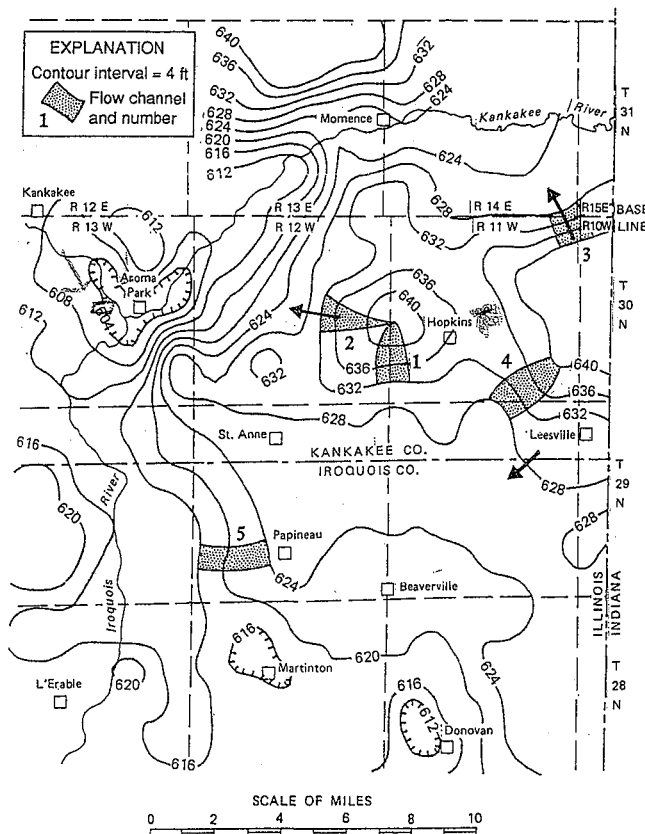 EXPLANATION
Contour interval = 4 ft
Flow channel
and number
1
640
636
632
628
624
620
616
612
632
628
624
Momence
Kankakee River
T
31
N
624
628
632
Kankakee
R 12 E
R 13 W
612
R 13 E
R 12 W
R 14 E
R 11 W
R15E
R10W
BASE
LINE
3
608
612
Aroma
Park
604
624
632
636
640
Hopkins
2
1
636
632
4
T
30
N
640
636
632
628
St. Anne
Leesville
KANKAKEE CO.
IROQUOIS CO.
616
620
River
Iroquois
628
628
T
29
N
5
Papineau
624
Beaverville
ILLINOIS
INDIANA
616
Martinton
620
624
L'Erable
620
616
616
612
Donovan
T
28
N
SCALE OF MILES
0 2 4 6 8 10